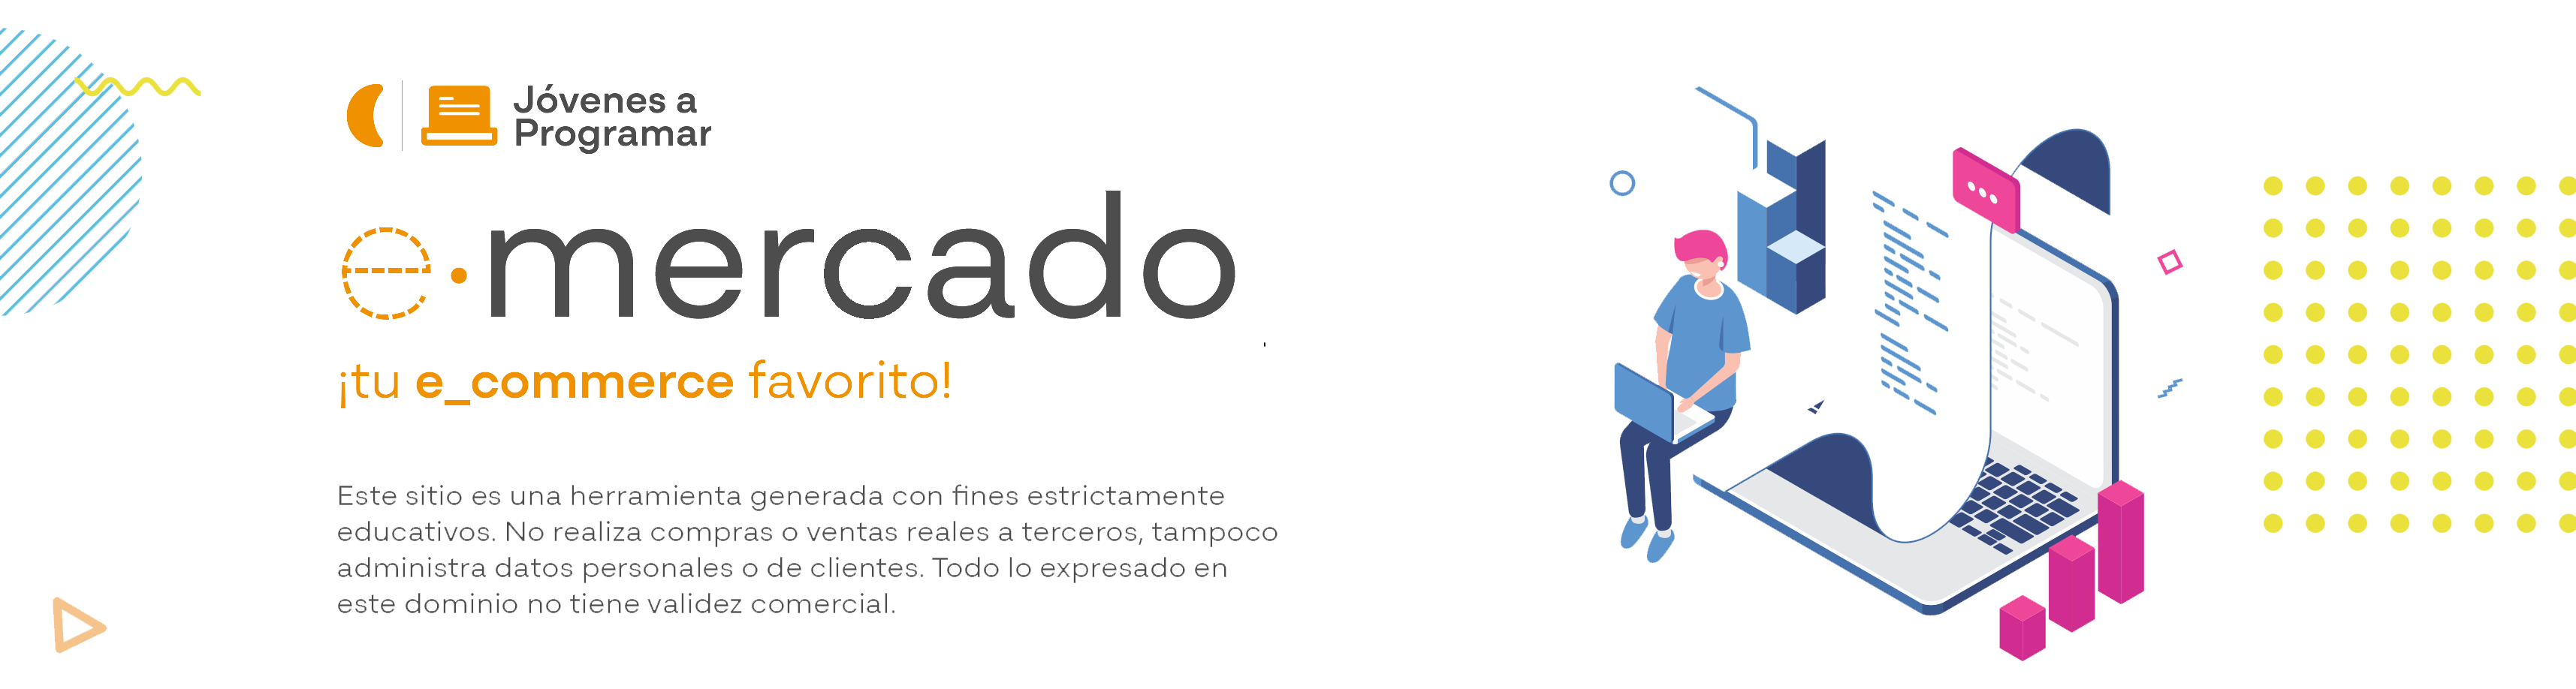 Jóvenes a
Programar
e·mercado
¡tu e_commerce favorito!
Este sitio es una herramienta generada con fines estrictamente
educativos. No realiza compras o ventas reales a terceros, tampoco
administra datos personales o de clientes. Todo lo expresado en
este dominio no tiene validez comercial.